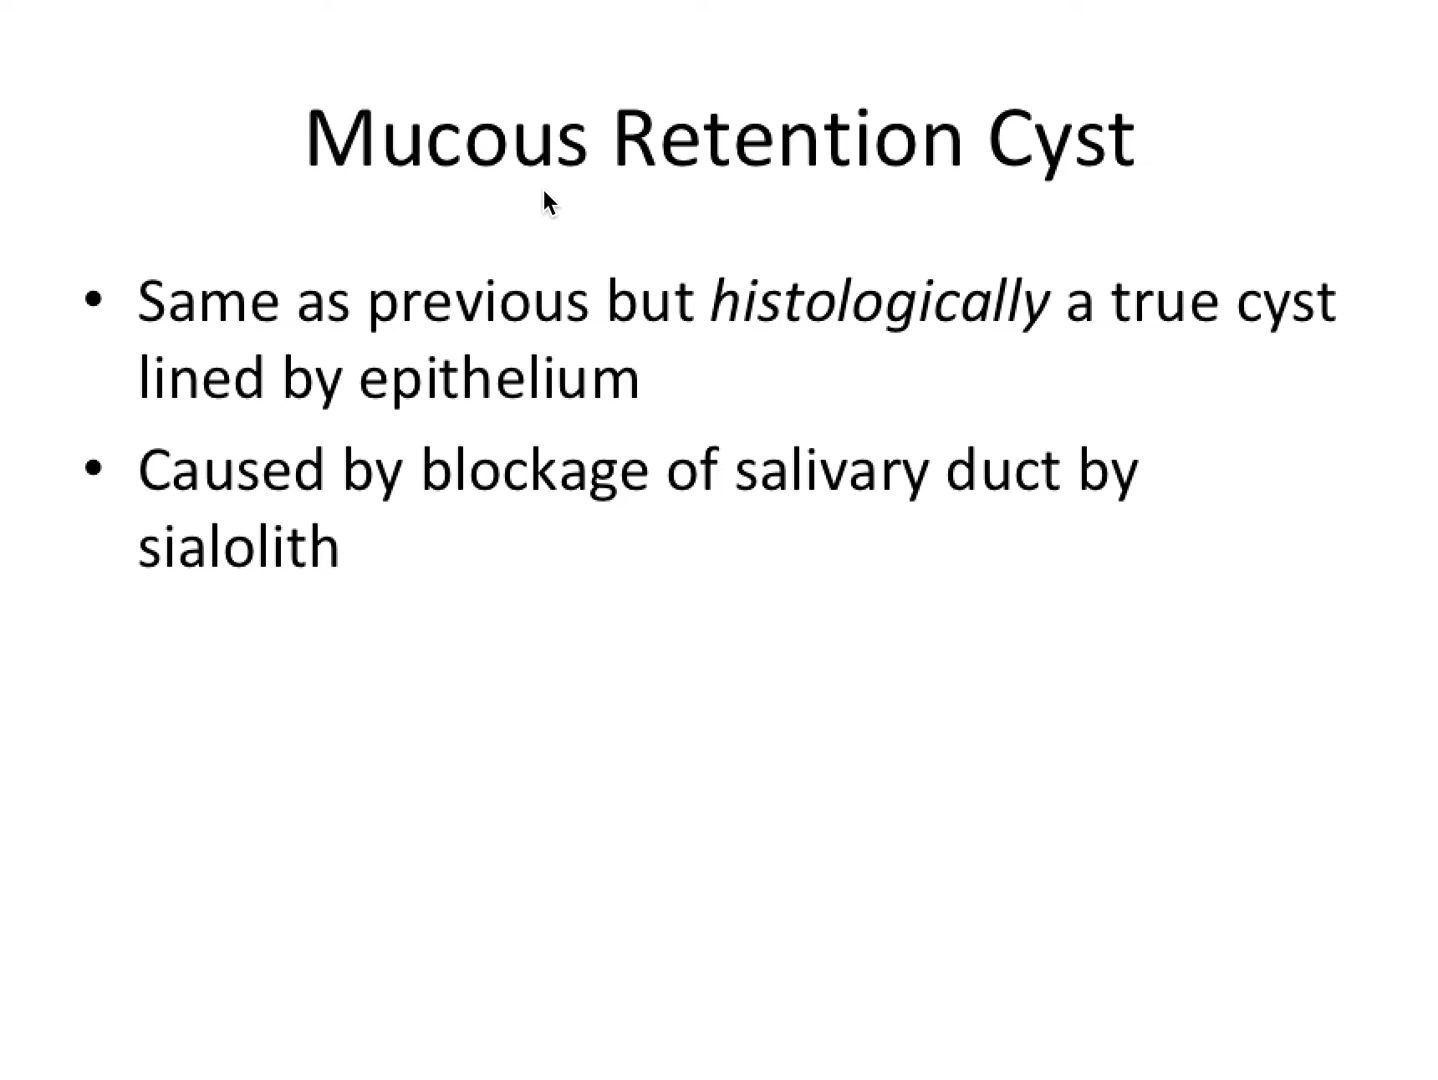 Mucous Retention Cyst
• Same as previous but histologically a true cyst
lined by epithelium
• Caused by blockage of salivary duct by
sialolith